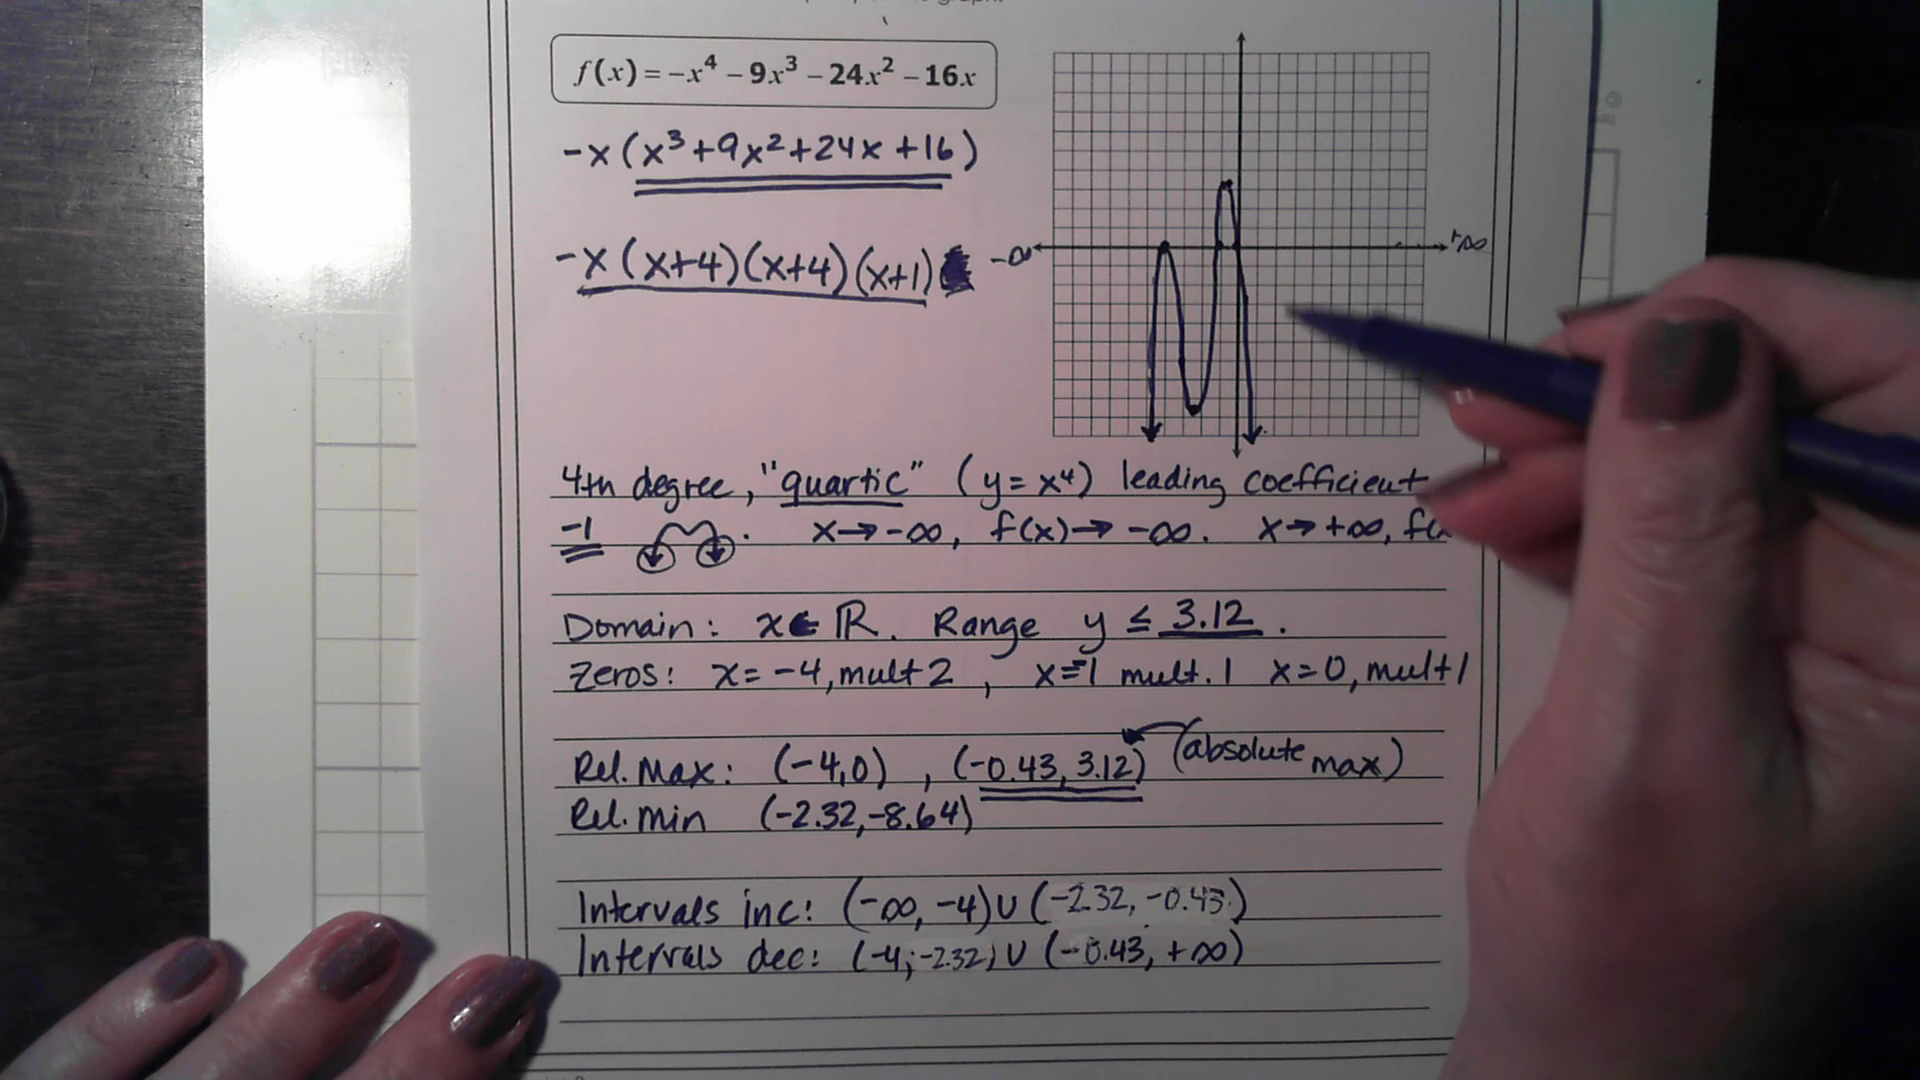 f(x) = −x⁴ − 9x³ − 24x² − 16x
-x(x³+9x²+24x+16)
-x(x+4)(x+4)(x+1)
-∞
+∞
4th degree, "quartic" (y=x⁴) leading coefficient
-1 . x→-∞, f(x)→ -∞. x→+∞, f(
Domain: x∈ℝ. Range y ≤ 3.12.
Zeros: x=-4, mult 2, x=-1 mult. 1 x=0, mult 1
Rel. Max: (-4,0), (-0.43, 3.12) (absolute max)
Rel. Min (-2.32,-8.64)
Intervals inc: (-∞, -4)∪(-2.32, -0.43)
Intervals dec: (-4,-2.32)∪(-0.43, +∞)